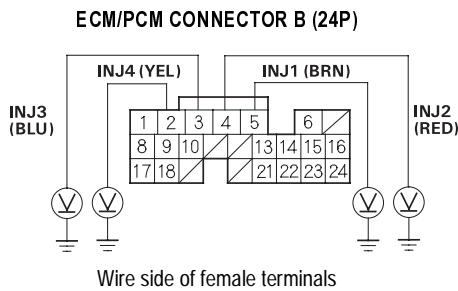 ECM/PCM CONNECTOR B (24P)
INJ4 (YEL)
INJ1 (BRN)
INJ3
(BLU)
INJ2
(RED)
1 2 3 4 5 6
8 9 10 13 14 15 16
17 18 21 22 23 24
V V V V
Wire side of female terminals